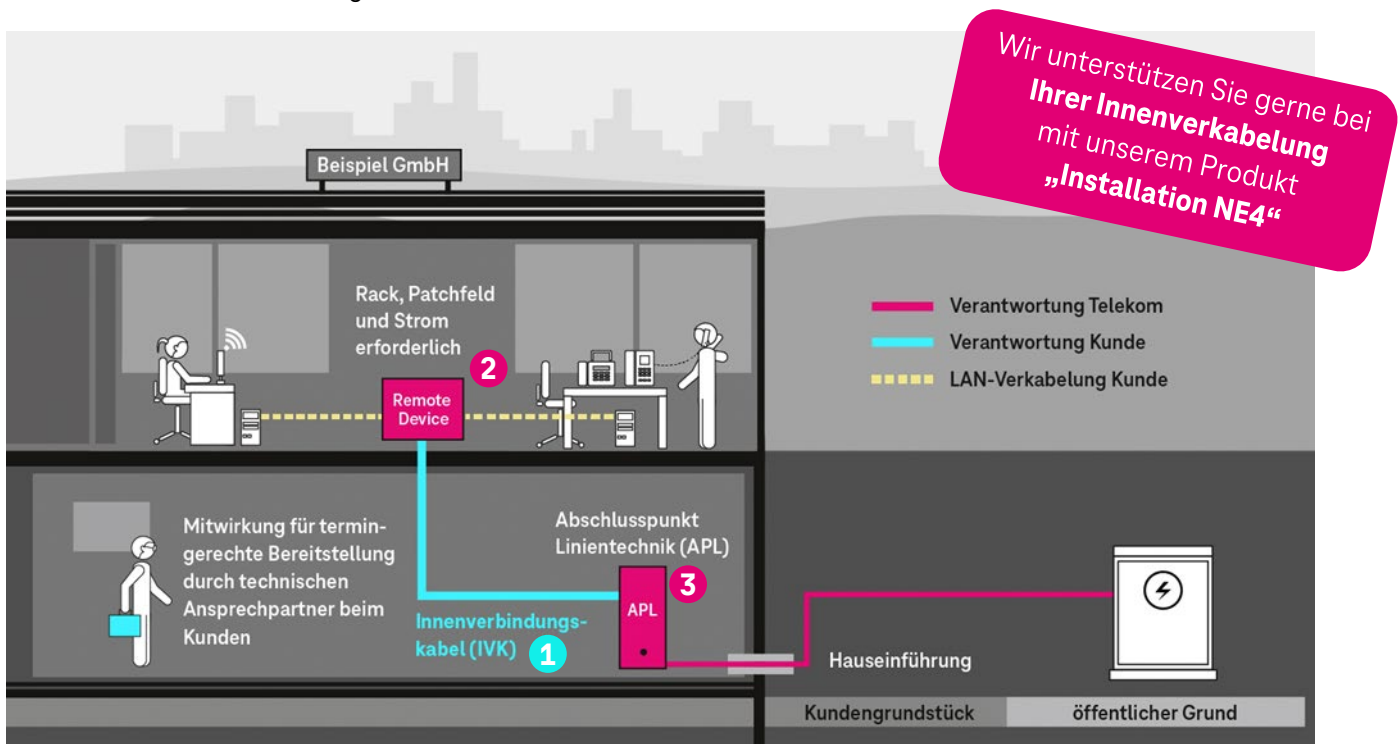 Wir unterstützen Sie gerne bei
Ihrer Innenverkabelung
mit unserem Produkt
„Installation NE4“
Beispiel GmbH
Rack, Patchfeld
und Strom
erforderlich
2
Remote
Device
Verantwortung Telekom
Verantwortung Kunde
LAN-Verkabelung Kunde
Mitwirkung für termin-
gerechte Bereitstellung
durch technischen
Ansprechpartner beim
Kunden
Abschlusspunkt
Linientechnik (APL)
3
APL
Innenverbindungs-
kabel (IVK)
1
Hauseinführung
Kundengrundstück
öffentlicher Grund